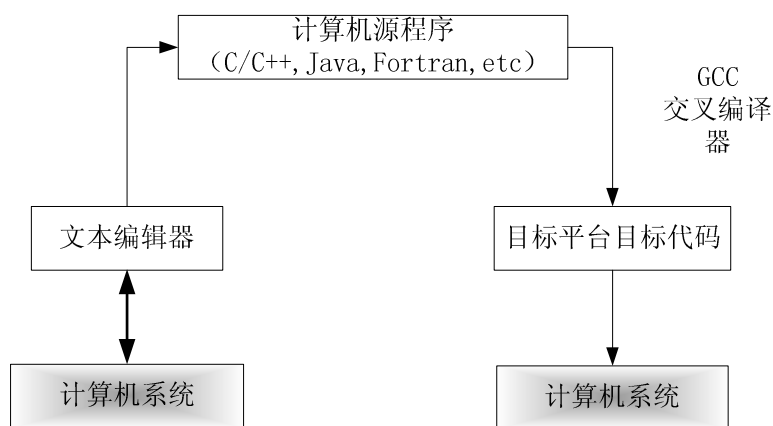 计算机源程序
（C/C++,Java,Fortran,etc）
GCC
交叉编译
器
文本编辑器
目标平台目标代码
计算机系统
计算机系统